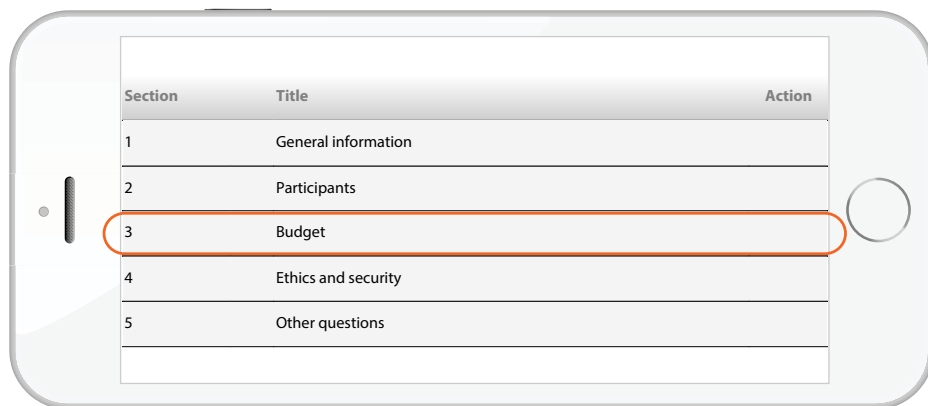 Section Title Action
1 General information
2 Participants
3 Budget
4 Ethics and security
5 Other questions